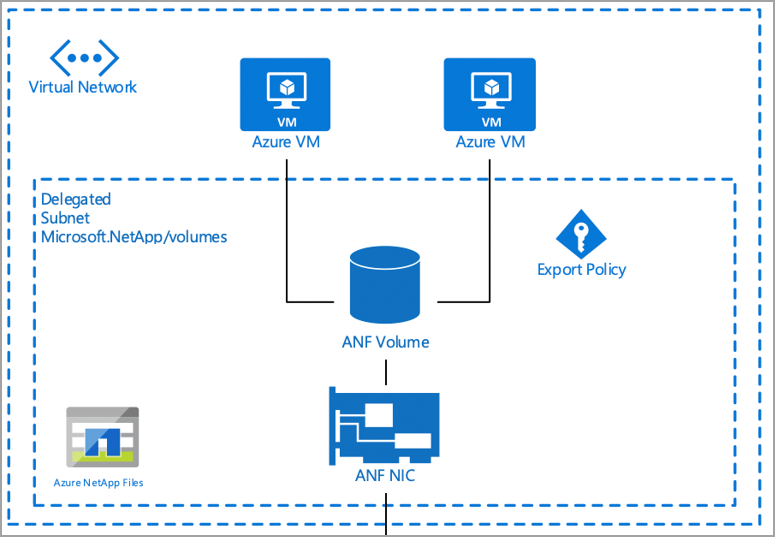 Virtual Network
VM
Azure VM
VM
Azure VM
Delegated
Subnet
Microsoft.NetApp/volumes
Export Policy
ANF Volume
ANF NIC
Azure NetApp Files